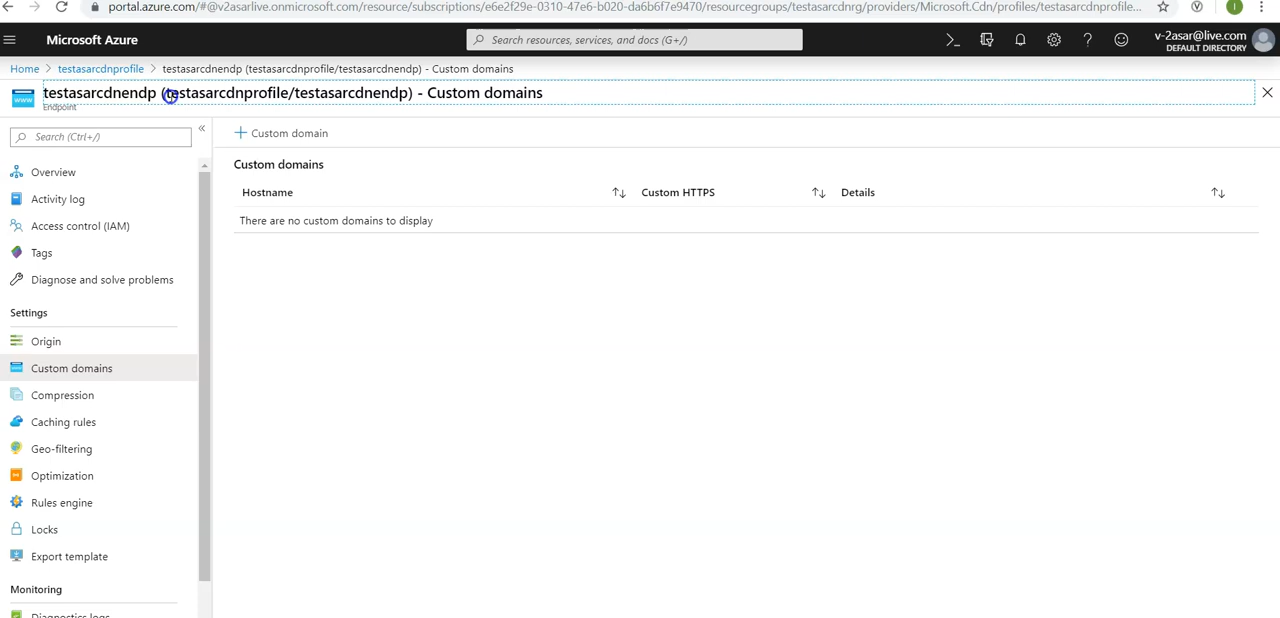 portal.azure.com/#@v2asarlive.onmicrosoft.com/resource/subscriptions/e6e2f29e-0310-47e6-b020-da6b6f7e9470/resourcegroups/testasarcdnrg/providers/Microsoft.Cdn/profiles/testasarcdnprofile...
Microsoft Azure
Search resources, services, and docs (G+/)
v-2asar@live.com
DEFAULT DIRECTORY
Home > testasarcdnprofile > testasarcdnendp (testasarcdnprofile/testasarcdnendp) - Custom domains
testasarcdnendp (testasarcdnprofile/testasarcdnendp) - Custom domains
Endpoint
Search (Ctrl+/)
Overview
Activity log
Access control (IAM)
Tags
Diagnose and solve problems
Settings
Origin
Custom domains
Compression
Caching rules
Geo-filtering
Optimization
Rules engine
Locks
Export template
Monitoring
Diagnostics logs
+ Custom domain
Custom domains
Hostname Custom HTTPS Details
There are no custom domains to display